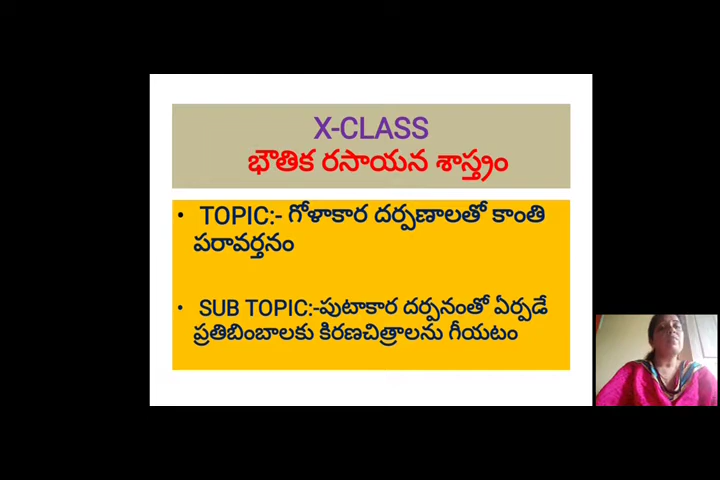 X-CLASS
భౌతిక రసాయన శాస్త్రం
• TOPIC:- గోళాకార దర్పణాలతో కాంతి
పరావర్తనం
• SUB TOPIC:-పుటాకార దర్పనంతో ఏర్పడే
ప్రతిబింబాలకు కిరణచిత్రాలను గీయటం